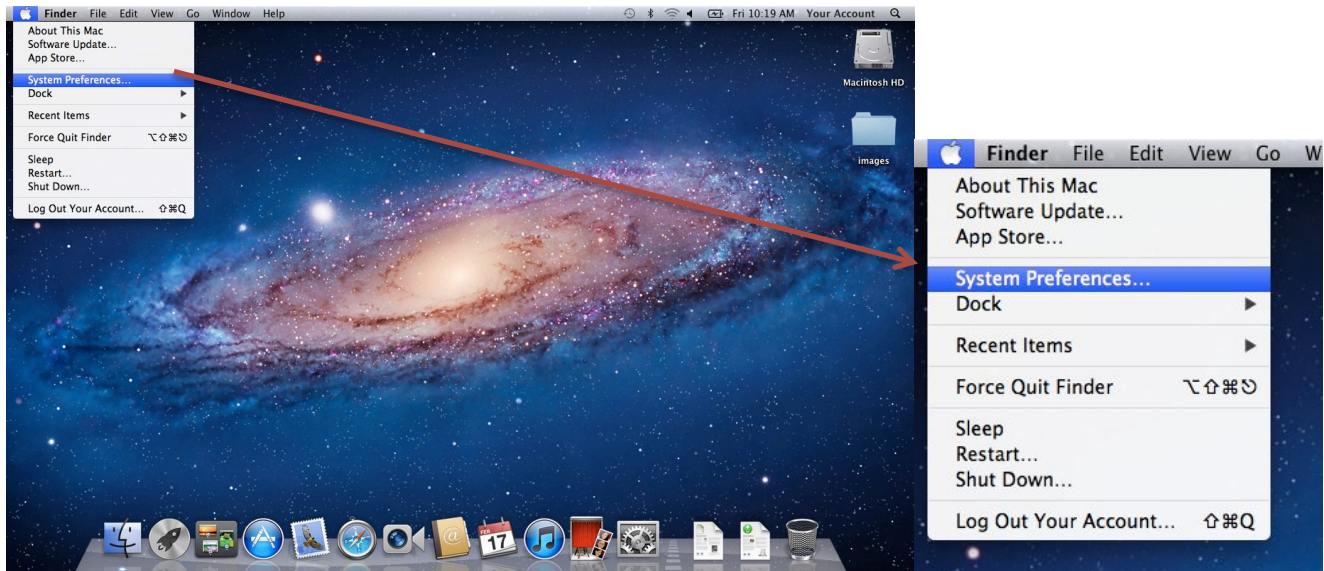 Finder File Edit View Go Window Help
Fri 10:19 AM Your Account
About This Mac
Software Update...
App Store...
System Preferences...
Dock
Recent Items
Force Quit Finder ⌥⇧⌘⎋
Sleep
Restart...
Shut Down...
Log Out Your Account... ⇧⌘Q
Macintosh HD
images
FEB
17
Finder File Edit View Go W
About This Mac
Software Update...
App Store...
System Preferences...
Dock
Recent Items
Force Quit Finder ⌥⇧⌘⎋
Sleep
Restart...
Shut Down...
Log Out Your Account... ⇧⌘Q